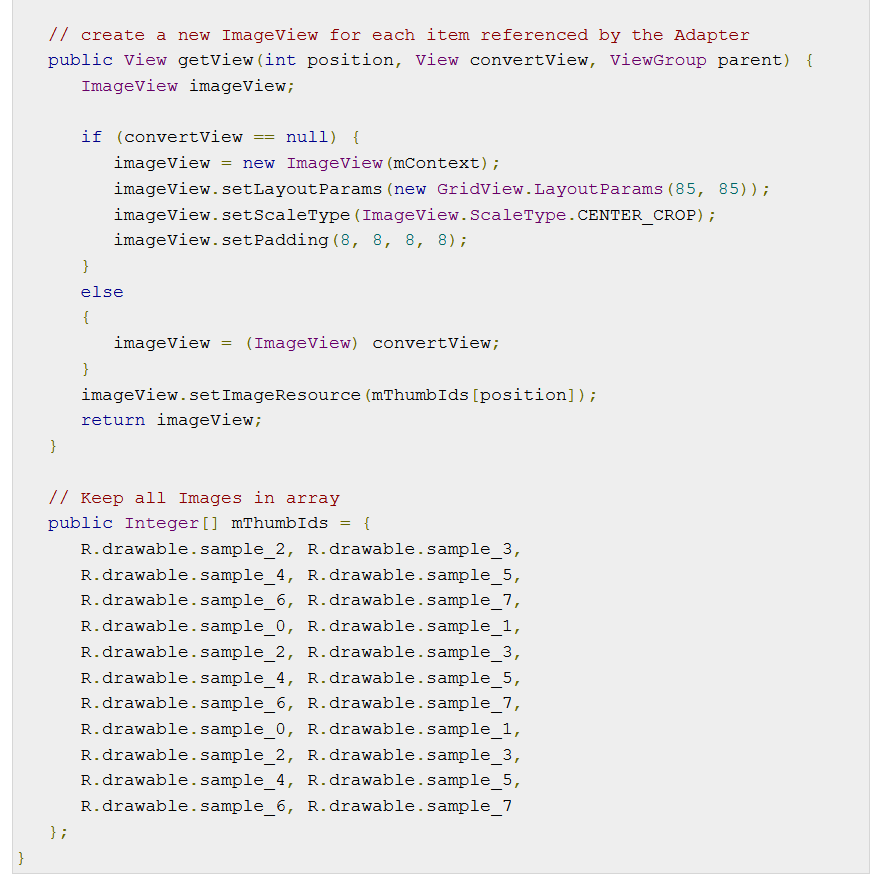 // create a new ImageView for each item referenced by the Adapter
public View getView(int position, View convertView, ViewGroup parent) {
ImageView imageView;
if (convertView == null) {
imageView = new ImageView(mContext);
imageView.setLayoutParams(new GridView.LayoutParams(85, 85));
imageView.setScaleType(ImageView.ScaleType.CENTER_CROP);
imageView.setPadding(8, 8, 8, 8);
}
else
{
imageView = (ImageView) convertView;
}
imageView.setImageResource(mThumbIds[position]);
return imageView;
}
// Keep all Images in array
public Integer[] mThumbIds = {
R.drawable.sample_2, R.drawable.sample_3,
R.drawable.sample_4, R.drawable.sample_5,
R.drawable.sample_6, R.drawable.sample_7,
R.drawable.sample_0, R.drawable.sample_1,
R.drawable.sample_2, R.drawable.sample_3,
R.drawable.sample_4, R.drawable.sample_5,
R.drawable.sample_6, R.drawable.sample_7,
R.drawable.sample_0, R.drawable.sample_1,
R.drawable.sample_2, R.drawable.sample_3,
R.drawable.sample_4, R.drawable.sample_5,
R.drawable.sample_6, R.drawable.sample_7
};
}